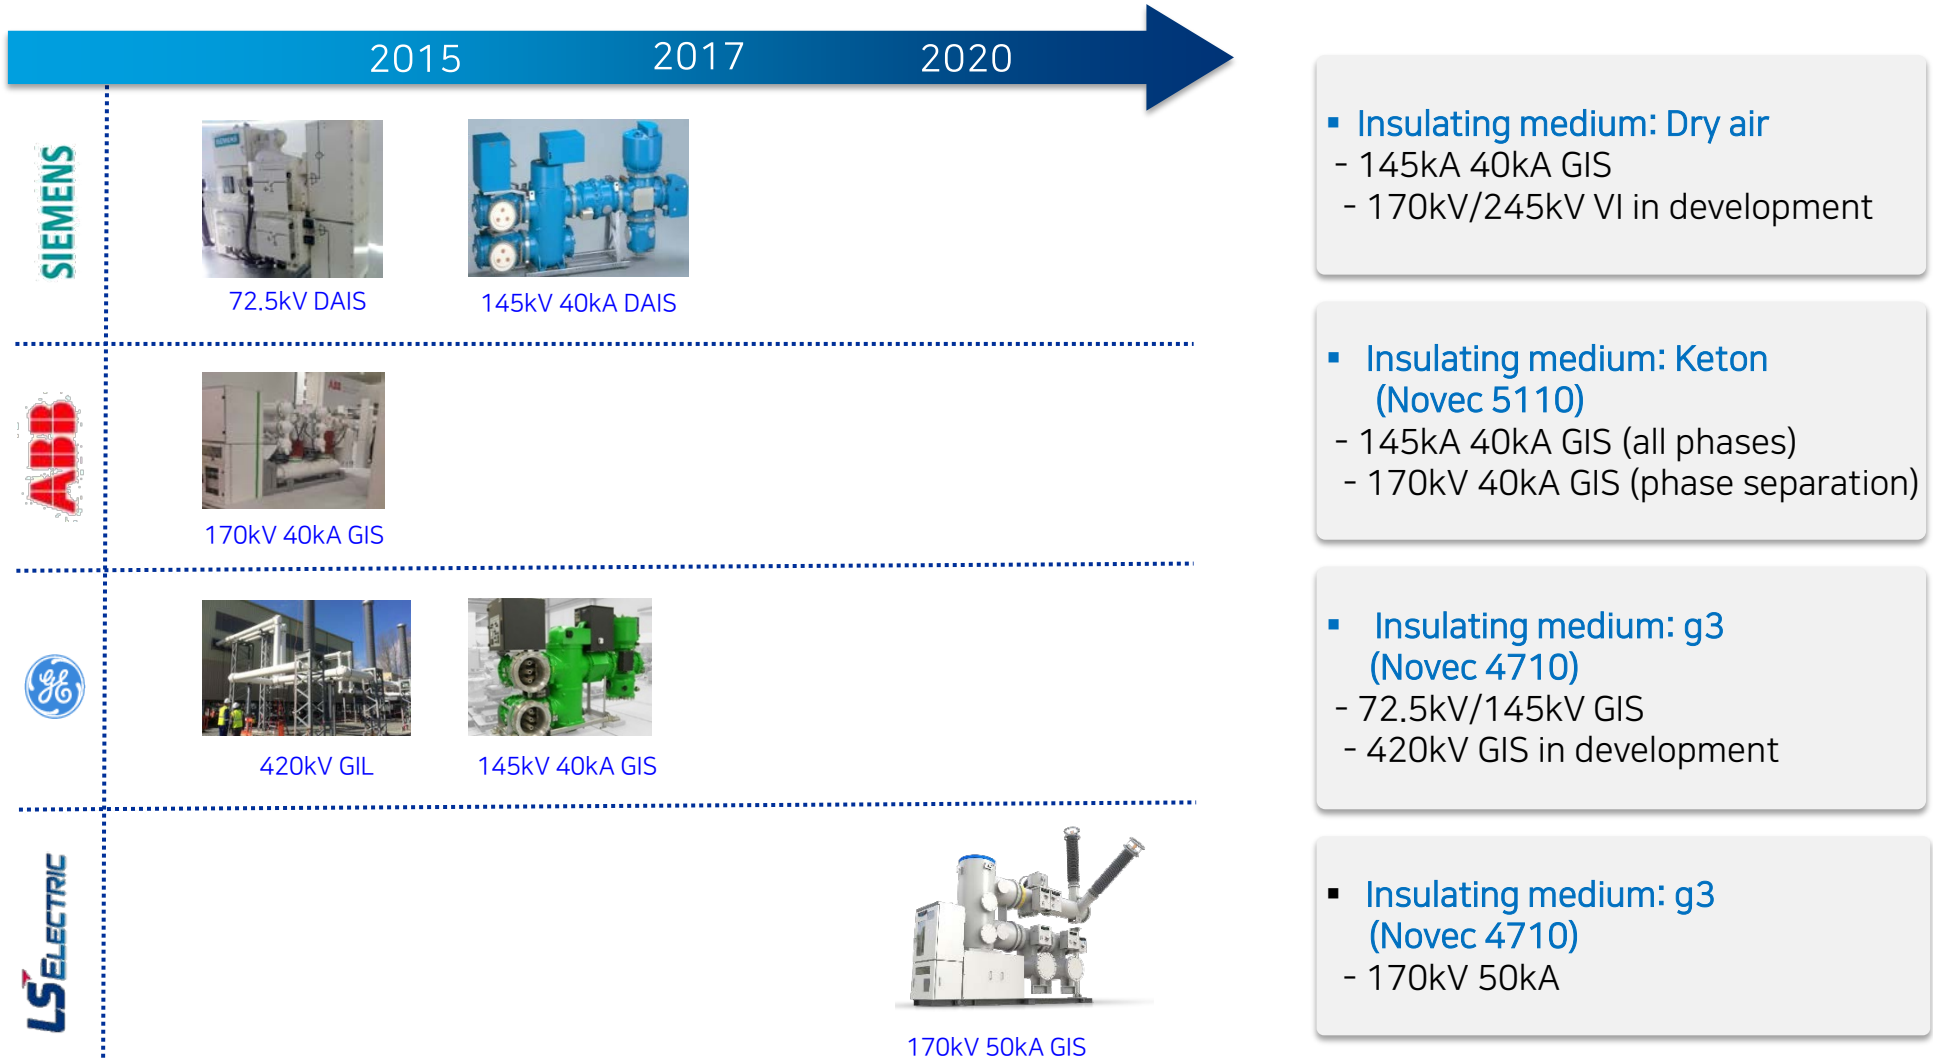 2015
2017
2020
SIEMENS
SIEMENS
72.5kV DAIS
145kV 40kA DAIS
▪ Insulating medium: Dry air
- 145kA 40kA GIS
- 170kV/245kV VI in development
ABB
ABB
170kV 40kA GIS
▪ Insulating medium: Keton
(Novec 5110)
- 145kA 40kA GIS (all phases)
- 170kV 40kA GIS (phase separation)
GE
420kV GIL
145kV 40kA GIS
▪ Insulating medium: g3
(Novec 4710)
- 72.5kV/145kV GIS
- 420kV GIS in development
LS ELECTRIC
170kV 50kA GIS
▪ Insulating medium: g3
(Novec 4710)
- 170kV 50kA